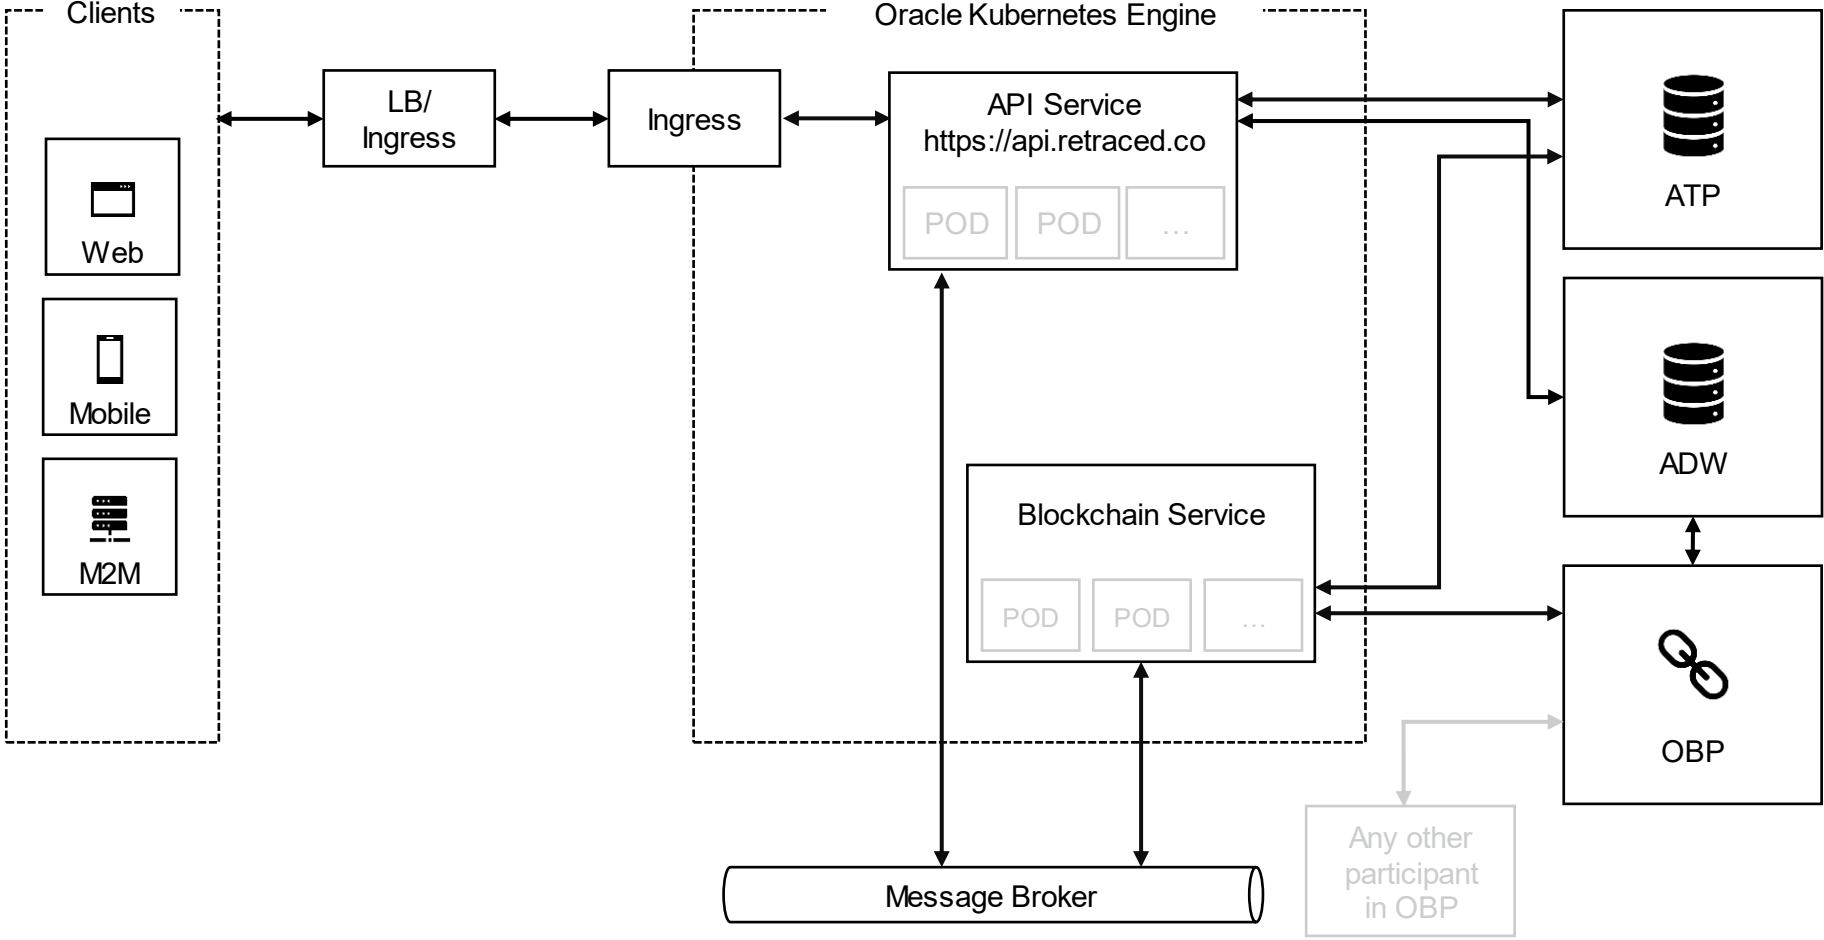 Clients
Web
Mobile
M2M
LB/
Ingress
Ingress
Oracle Kubernetes Engine
API Service
https://api.retraced.co
POD
POD
...
Blockchain Service
POD
POD
...
Message Broker
ATP
ADW
OBP
Any other
participant
in OBP